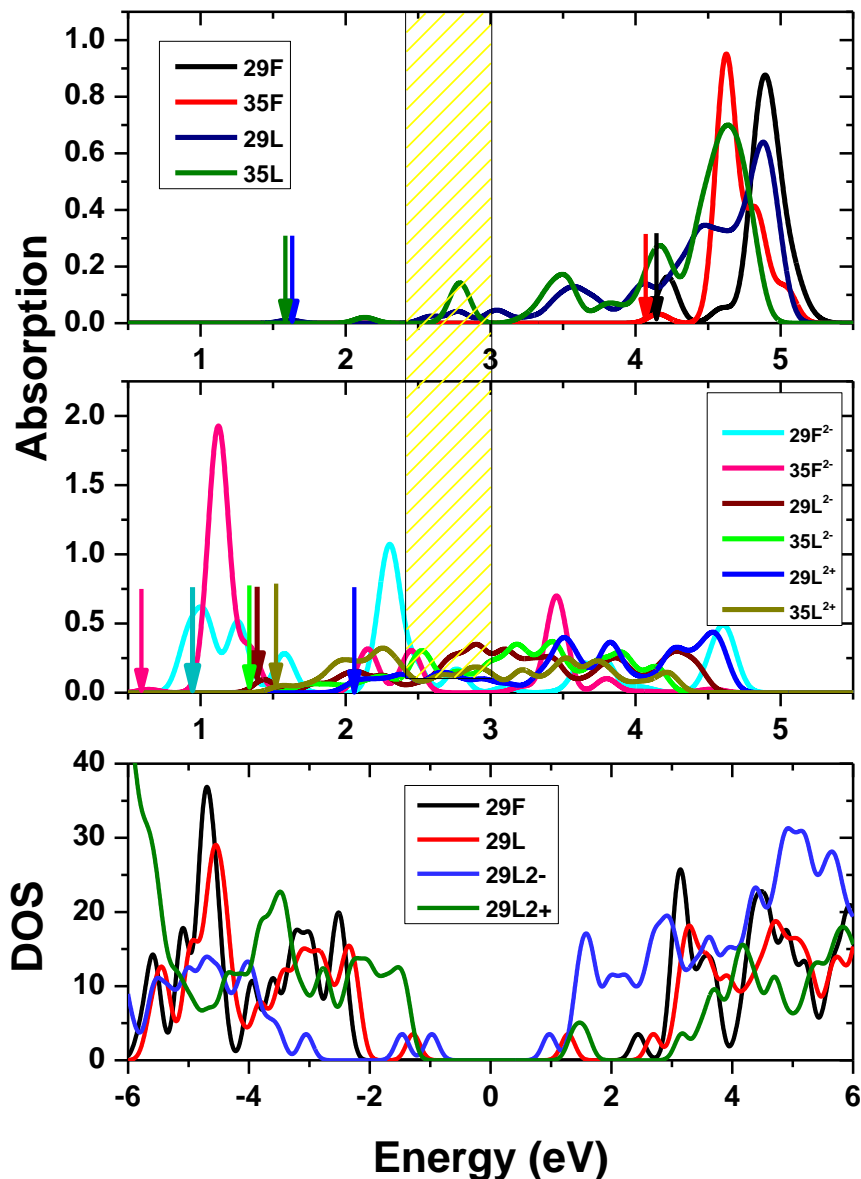 Absorption
1.0
0.8
0.6
0.4
0.2
0.0
29F
35F
29L
35L
1 2 3 4 5
2.0
1.5
1.0
0.5
0.0
29F2-
35F2-
29L2-
35L2-
29L2+
35L2+
1 2 3 4 5
DOS
40
30
20
10
0
29F
29L
29L2-
29L2+
-6 -4 -2 0 2 4 6
Energy (eV)